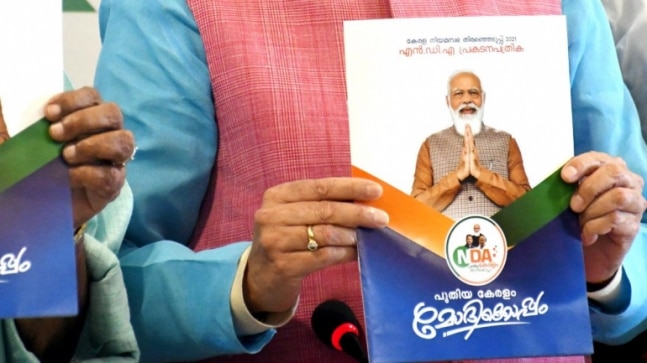 കേരള നിയമസഭ തിരഞ്ഞെടുപ്പ് 2021
എൻ.ഡി.എ പ്രകടനപത്രിക
NDA
പുതിയ കേരളം
മോദിക്കൊപ്പം